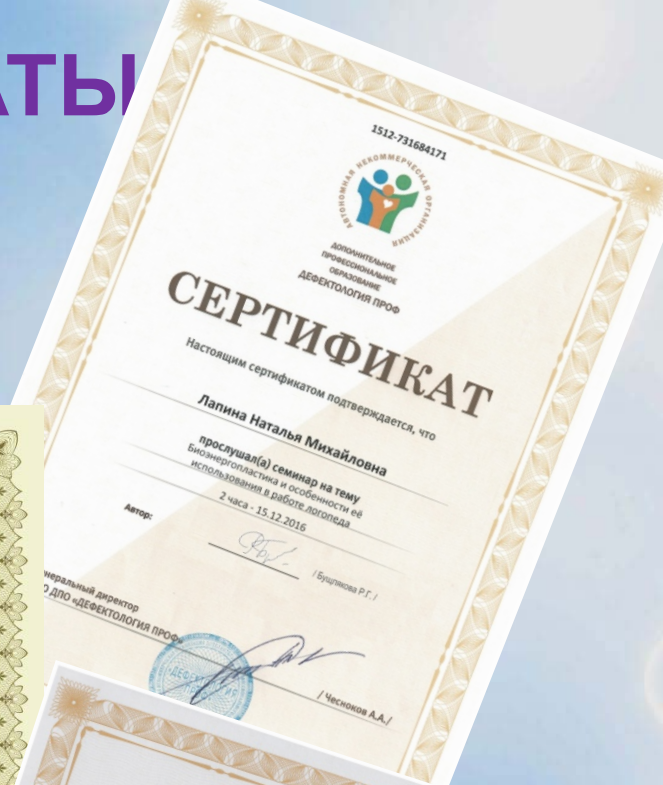 АТЫ
1512-731684171
АВТОНОМНАЯ НЕКОММЕРЧЕСКАЯ ОРГАНИЗАЦИЯ
ДОПОЛНИТЕЛЬНОЕ
ПРОФЕССИОНАЛЬНОЕ
ОБРАЗОВАНИЕ
ДЕФЕКТОЛОГИЯ ПРОФ
СЕРТИФИКАТ
Настоящим сертификатом подтверждается, что
Лапина Наталья Михайловна
прослушал(а) семинар на тему
Биоэнергопластика и особенности её
использования в работе логопеда
2 часа - 15.12.2016
Автор:
/ Бушлякова Р.Г. /
неральный директор
О ДПО «ДЕФЕКТОЛОГИЯ ПРОФ»
/ Чесноков А.А./